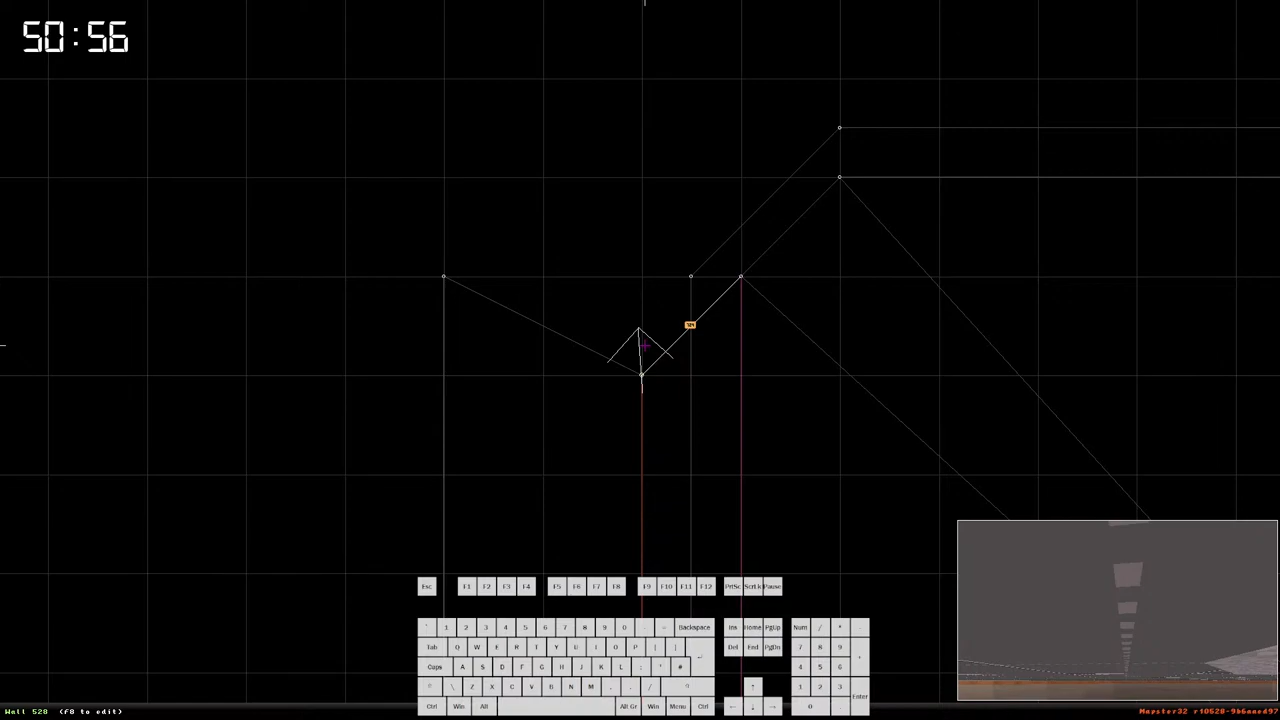 50:56
Esc F1 F2 F3 F4 F5 F6 F7 F8 F9 F10 F11 F12 PrtSc ScrLk Pause
` 1 2 3 4 5 6 7 8 9 0 - = Backspace Ins Home PgUp Num / * -
Tab Q W E R T Y U I O P [ ] Del End PgDn 7 8 9 +
Caps A S D F G H J K L ; ' # 4 5 6
\ Z X C V B N M , . / ↑ 1 2 3 Enter
Ctrl Win Alt Alt Gr Win Menu Ctrl ← ↓ → 0 .
Wall 528 (f8 to edit)